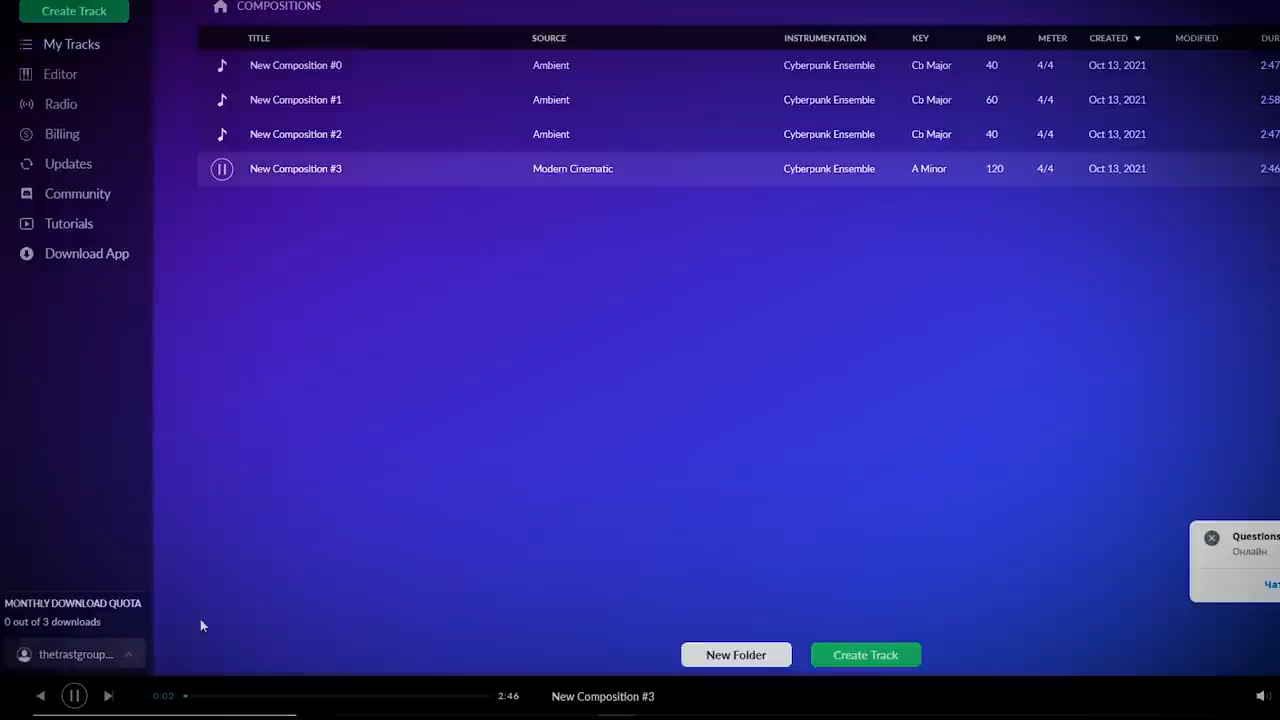 Create Track
COMPOSITIONS
My Tracks
Editor
Radio
Billing
Updates
Community
Tutorials
Download App
TITLE SOURCE INSTRUMENTATION KEY BPM METER CREATED MODIFIED DUR
New Composition #0 Ambient Cyberpunk Ensemble Cb Major 40 4/4 Oct 13, 2021 2:47
New Composition #1 Ambient Cyberpunk Ensemble Cb Major 60 4/4 Oct 13, 2021 2:58
New Composition #2 Ambient Cyberpunk Ensemble Cb Major 40 4/4 Oct 13, 2021 2:47
New Composition #3 Modern Cinematic Cyberpunk Ensemble A Minor 120 4/4 Oct 13, 2021 2:46
Questions
Онлайн
Чат
MONTHLY DOWNLOAD QUOTA
0 out of 3 downloads
thetrastgroup...
New Folder
Create Track
0:02 2:46 New Composition #3